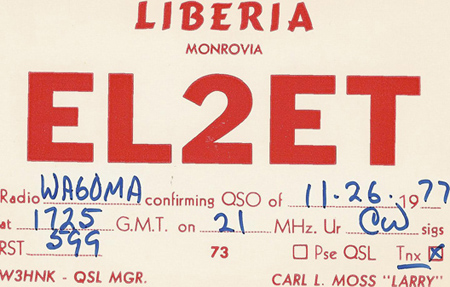 LIBERIA
MONROVIA
EL2ET
Radio WA6OMA confirming QSO of 11-26-1977
at 1725 G.M.T. on 21 MHz. Ur CW sigs
RST 599 73 Pse QSL Tnx X
W3HNK - QSL MGR. CARL L. MOSS "LARRY"